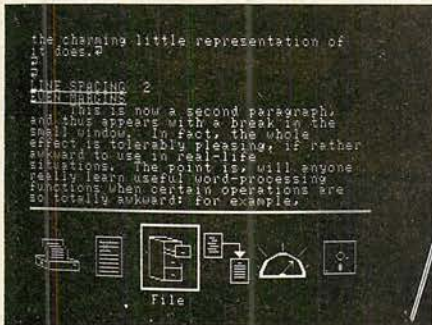 the charming little representation of
it does.
LINE SPACING 2
EVEN MARGINS
This is now a second paragraph,
and thus appears with a break in the
small window. In fact, the whole
effect is tolerably pleasing, if rather
awkward to use in real-life
situations. The point is, will anyone
really learn useful word-processing
functions when certain operations are
so totally awkward: for example,
File